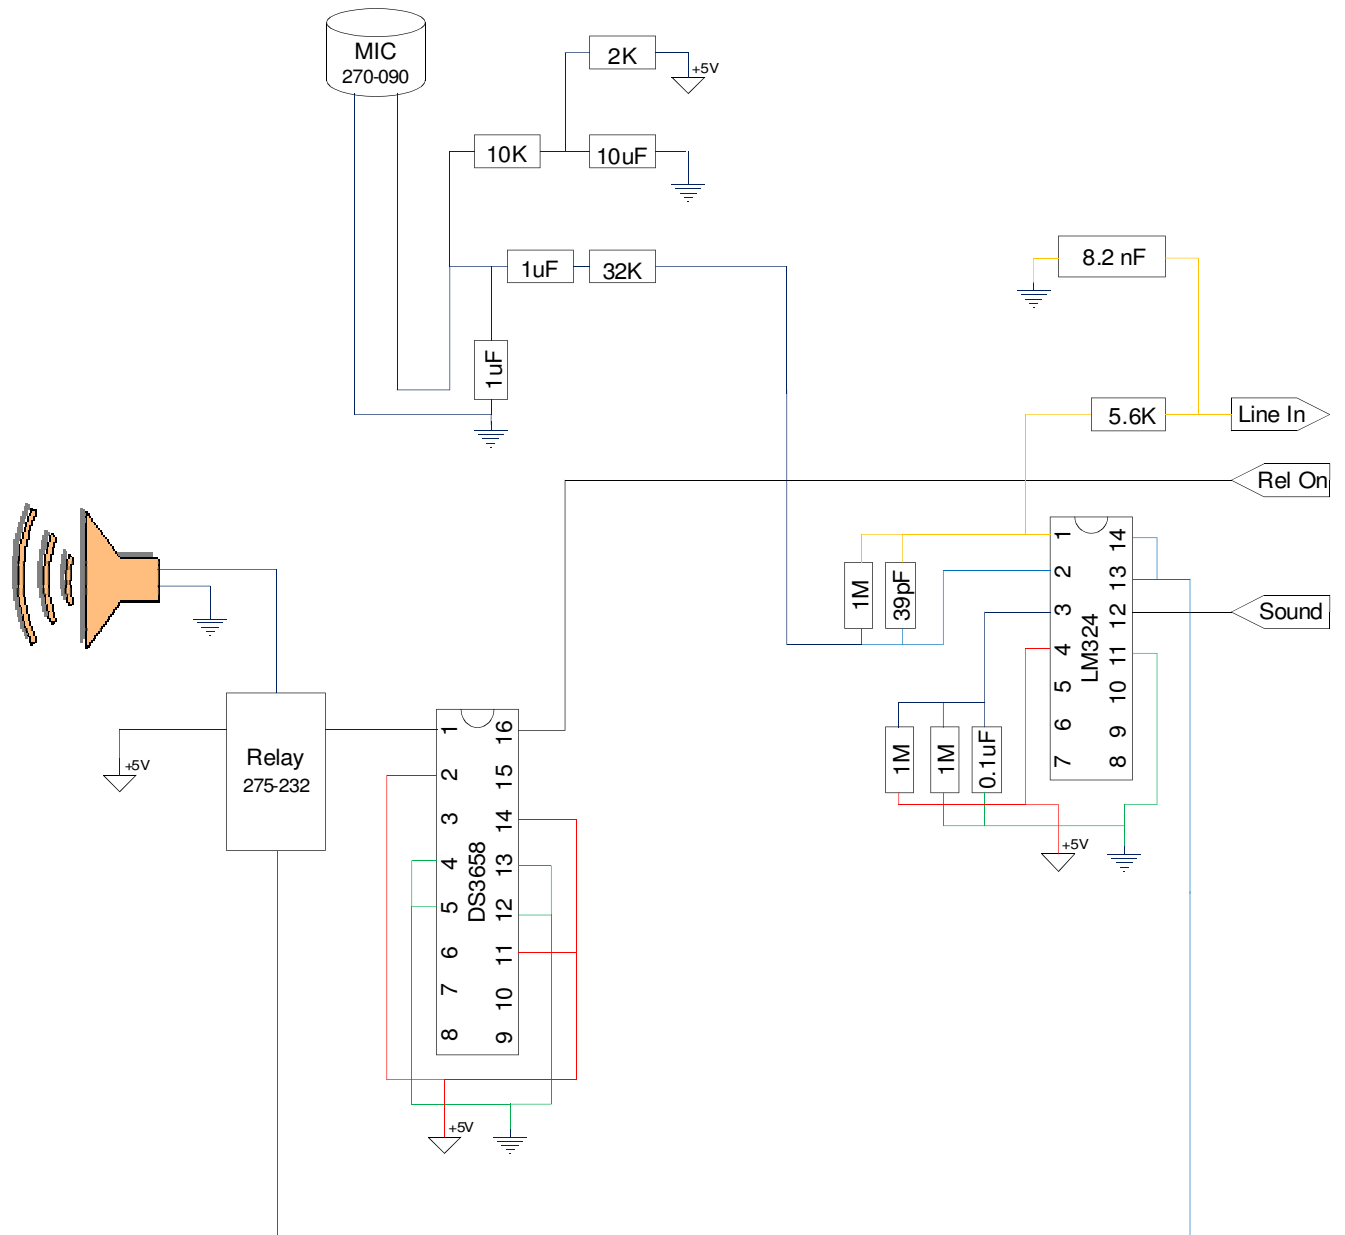 MIC
270-090
2K
+5V
10K
10uF
1uF
32K
8.2 nF
1uF
5.6K
Line In
Rel On
1
14
2
13
1M
39pF
3
12
Sound
4
11
LM324
5
10
6
9
7
8
1M
1M
0.1uF
+5V
Relay
275-232
+5V
1
16
2
15
3
14
4
13
DS3658
5
12
6
11
7
10
8
9
+5V